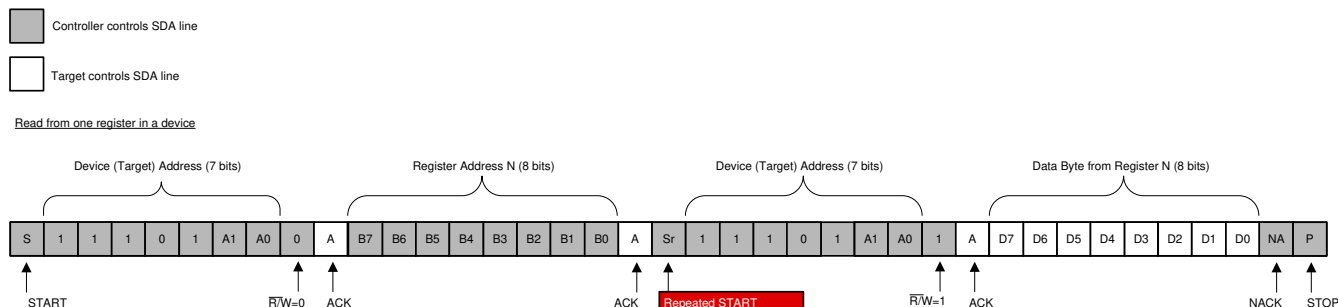 Controller controls SDA line
Target controls SDA line
Read from one register in a device
Device (Target) Address (7 bits) Register Address N (8 bits) Device (Target) Address (7 bits) Data Byte from Register N (8 bits)
S 1 1 1 0 1 A1 A0 0 A B7 B6 B5 B4 B3 B2 B1 B0 A Sr 1 1 1 0 1 A1 A0 1 A D7 D6 D5 D4 D3 D2 D1 D0 NA P
START R/W=0 ACK ACK Repeated START R/W=1 ACK NACK STOP